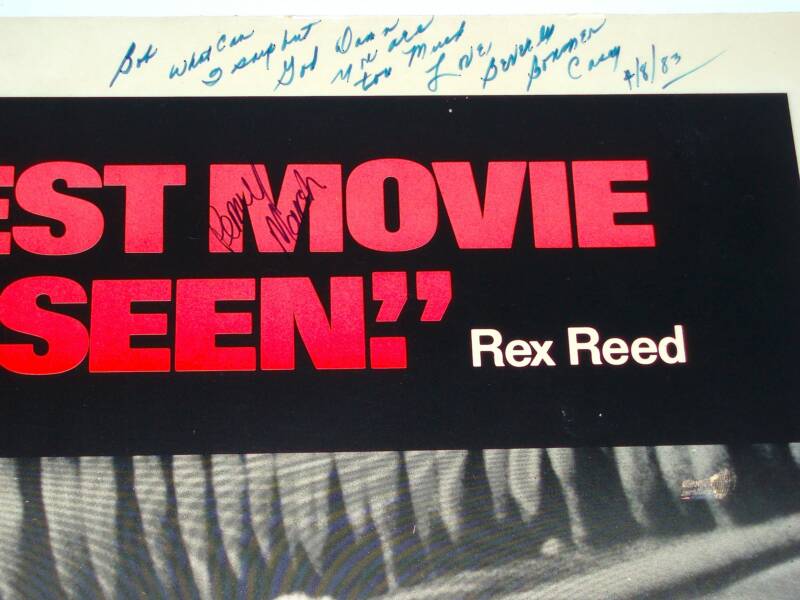 Bob
What Can
I say but
God Damn
You are
too Much
Love
Beverly
Bonner
Casey
4/8/83
EST MOVIE
SEEN.”
Rex Reed